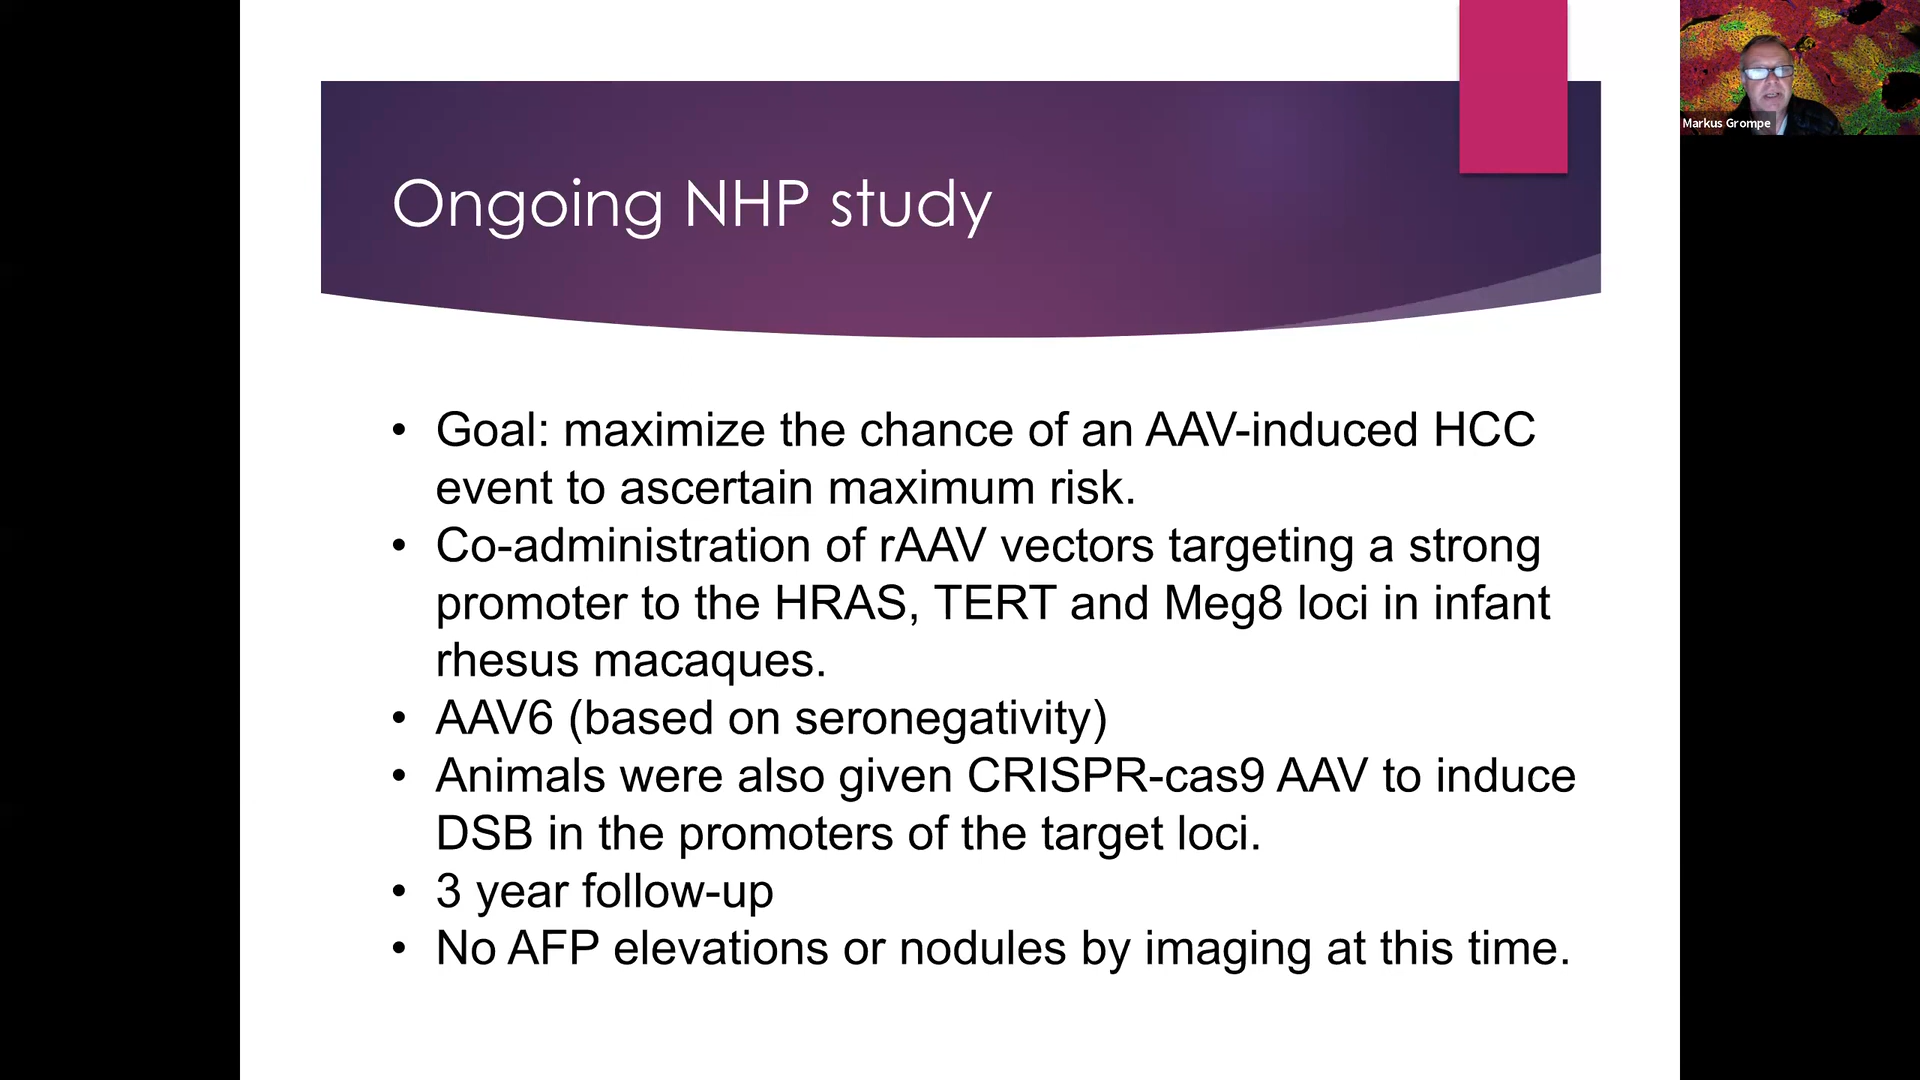 Markus Grompe
Ongoing NHP study
• Goal: maximize the chance of an AAV-induced HCC
event to ascertain maximum risk.
• Co-administration of rAAV vectors targeting a strong
promoter to the HRAS, TERT and Meg8 loci in infant
rhesus macaques.
• AAV6 (based on seronegativity)
• Animals were also given CRISPR-cas9 AAV to induce
DSB in the promoters of the target loci.
• 3 year follow-up
• No AFP elevations or nodules by imaging at this time.